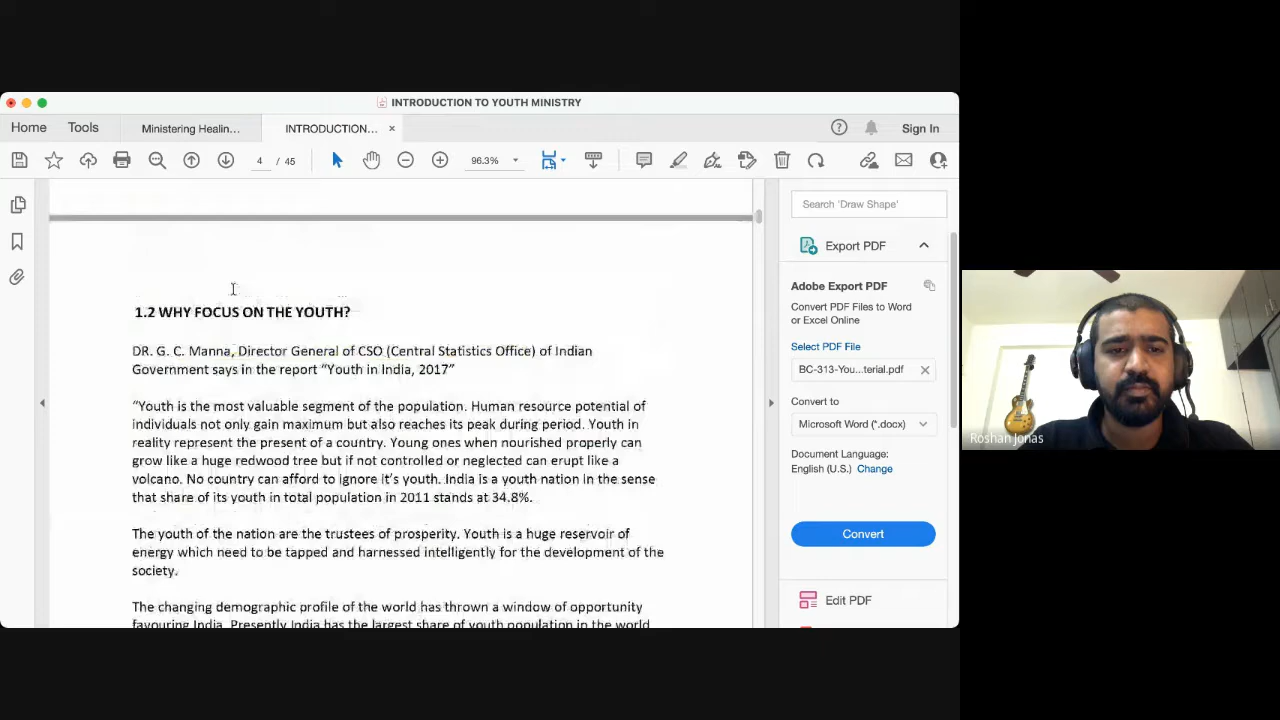 INTRODUCTION TO YOUTH MINISTRY
Home
Tools
Ministering Healin...
INTRODUCTION...
Sign In
4 / 45
96.3%
1.2 WHY FOCUS ON THE YOUTH?
DR. G. C. Manna, Director General of CSO (Central Statistics Office) of Indian
Government says in the report “Youth in India, 2017”
“Youth is the most valuable segment of the population. Human resource potential of
individuals not only gain maximum but also reaches its peak during period. Youth in
reality represent the present of a country. Young ones when nourished properly can
grow like a huge redwood tree but if not controlled or neglected can erupt like a
volcano. No country can afford to ignore it’s youth. India is a youth nation in the sense
that share of its youth in total population in 2011 stands at 34.8%.
The youth of the nation are the trustees of prosperity. Youth is a huge reservoir of
energy which need to be tapped and harnessed intelligently for the development of the
society.
The changing demographic profile of the world has thrown a window of opportunity
favouring India. Presently India has the largest share of youth population in the world
Search 'Draw Shape'
Export PDF
Adobe Export PDF
Convert PDF Files to Word
or Excel Online
Select PDF File
BC-313-You...terial.pdf
Convert to
Microsoft Word (*.docx)
Document Language:
English (U.S.) Change
Convert
Edit PDF
Roshan Jonas